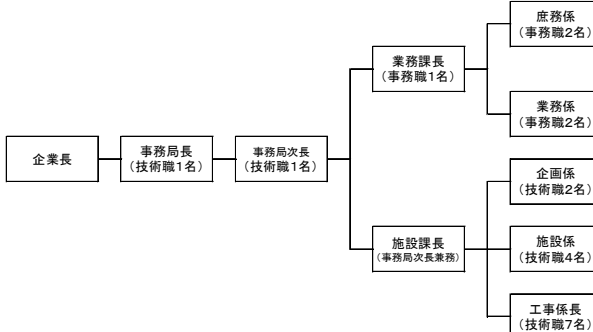 企業長
事務局長
(技術職1名)
事務局次長
(技術職1名)
業務課長
(事務職1名)
庶務係
(事務職2名)
業務係
(事務職2名)
施設課長
(事務局次長兼務)
企画係
(技術職2名)
施設係
(技術職4名)
工事係長
(技術職7名)